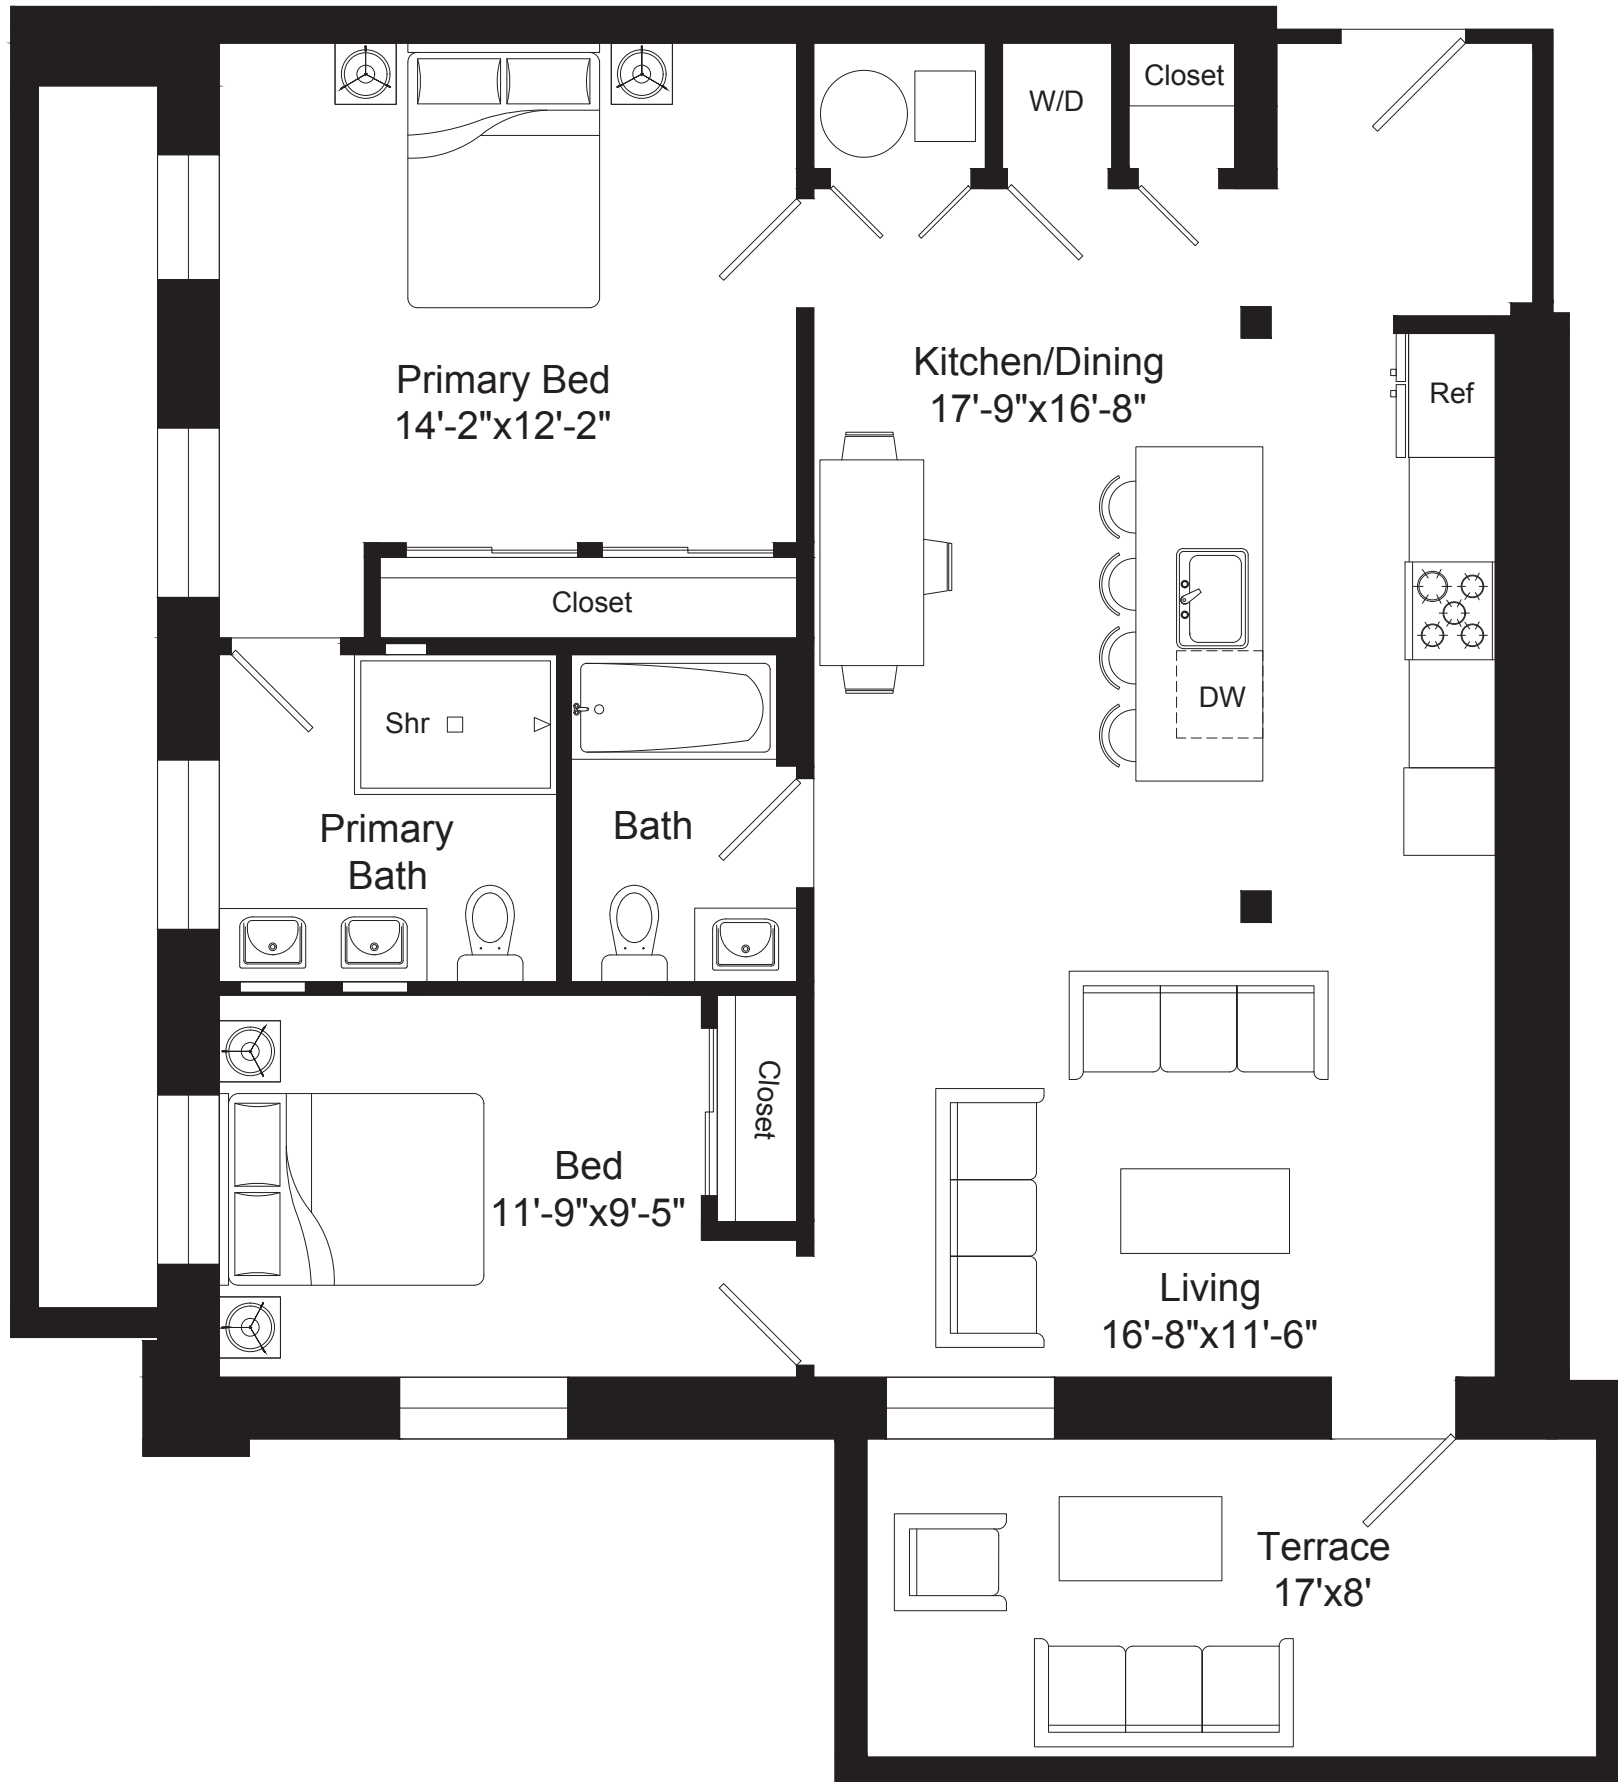 Closet
W/D
Primary Bed
14'-2"x12'-2"
Kitchen/Dining
17'-9"x16'-8"
Ref
Closet
Shr
DW
Primary
Bath
Bath
Closet
Bed
11'-9"x9'-5"
Living
16'-8"x11'-6"
Terrace
17'x8'